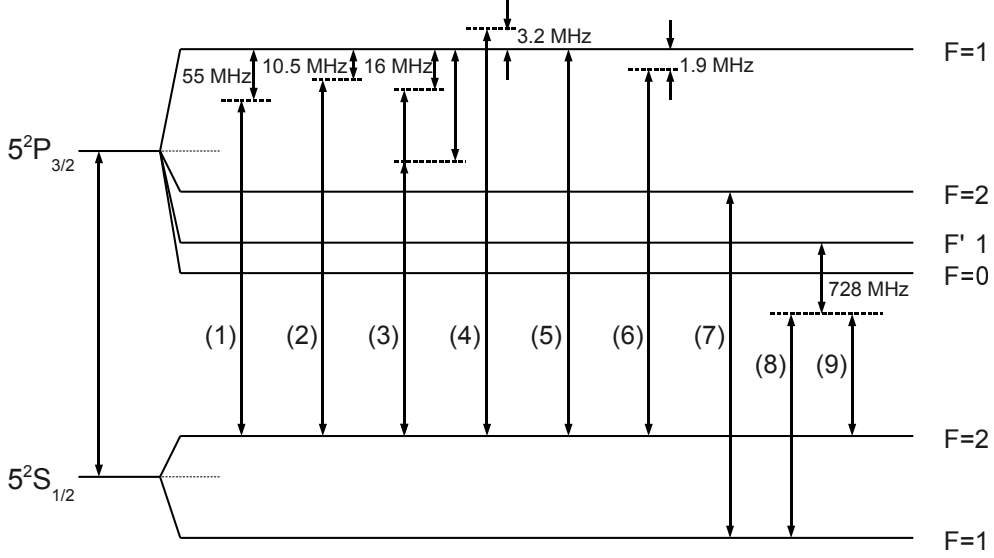 3.2 MHz
F=1
55 MHz
10.5 MHz
16 MHz
1.9 MHz
5²P₃/₂
F=2
F' 1
F=0
728 MHz
(1)
(2)
(3)
(4)
(5)
(6)
(7)
(8)
(9)
F=2
5²S₁/₂
F=1